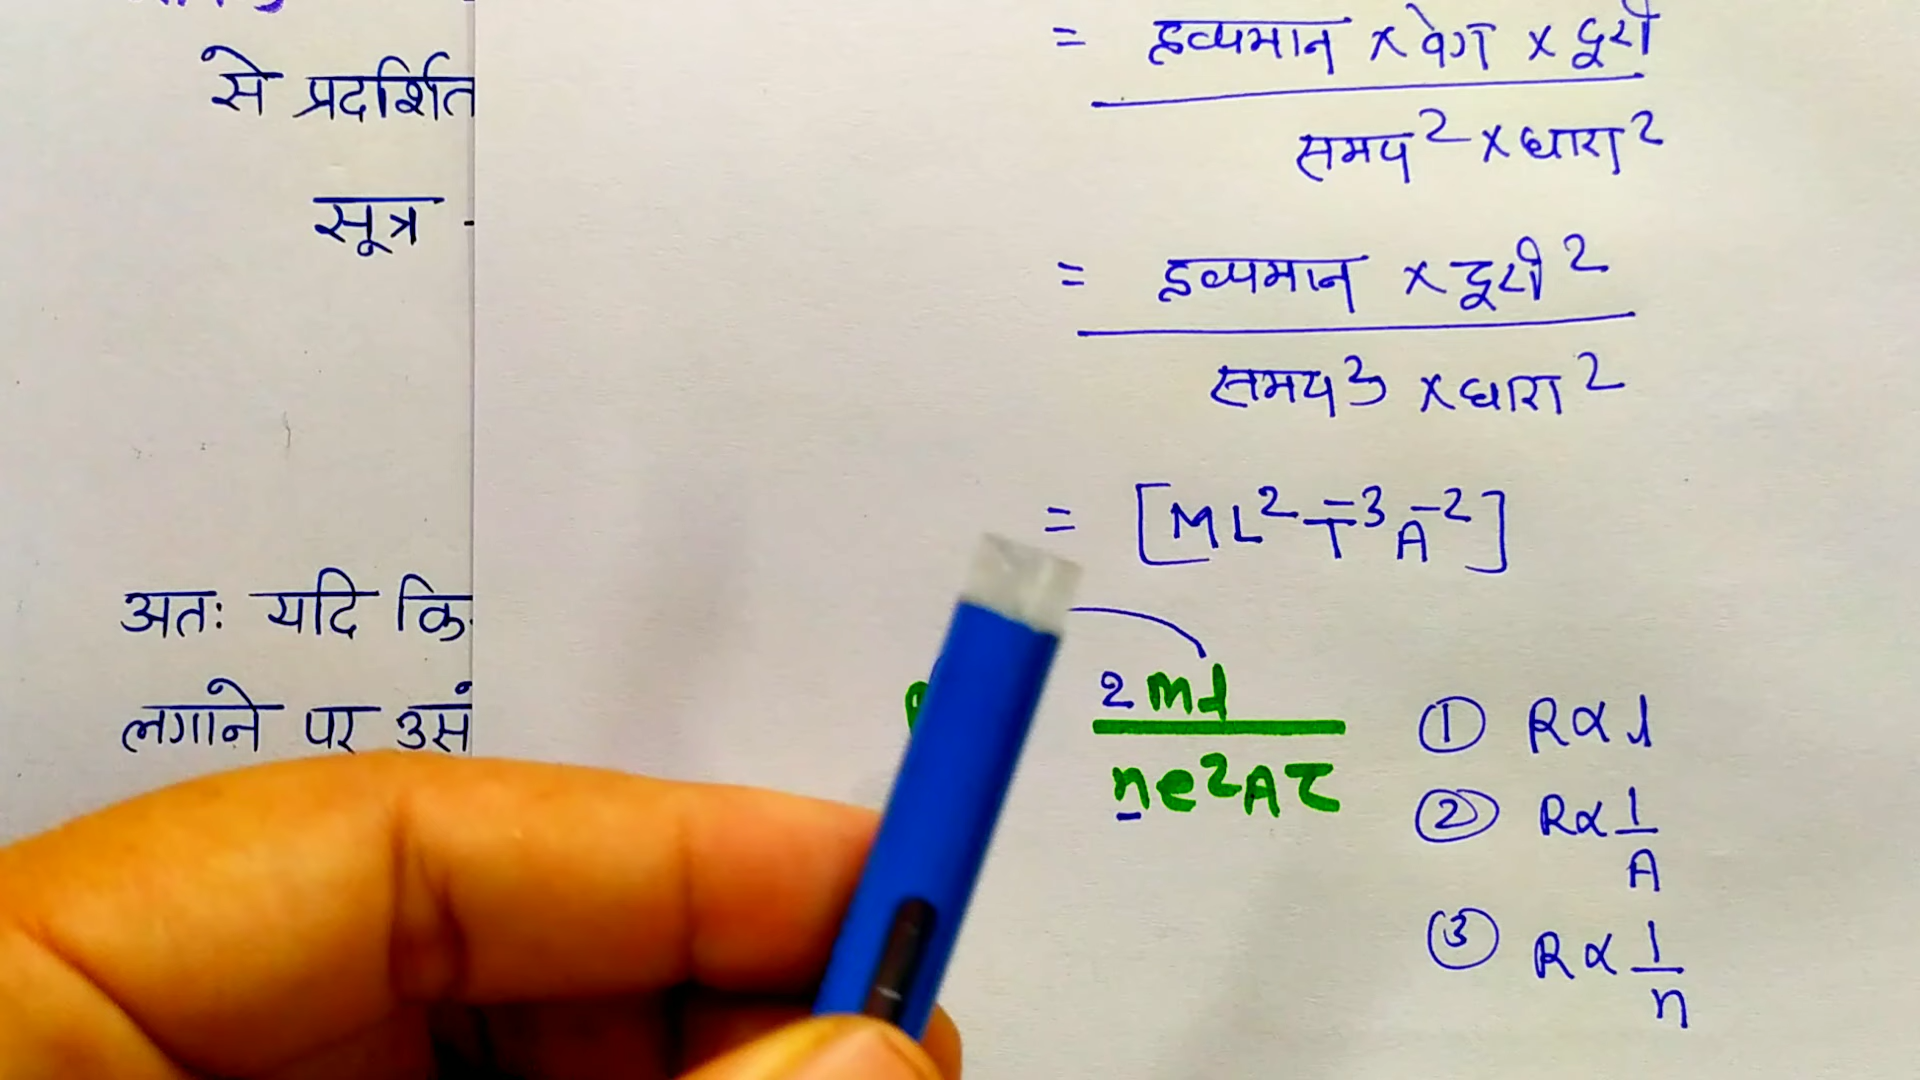 से प्रदर्शित
सूत्र -
अतः यदि कि
लगाने पर उसं
= द्रव्यमान × वेग × दूरी
समय² × धारा²
= द्रव्यमान × दूरी²
समय³ × धारा²
= [ML²T⁻³A⁻²]
2ml
ne²Aτ
① R∝l
② R∝1/A
③ R∝1/n